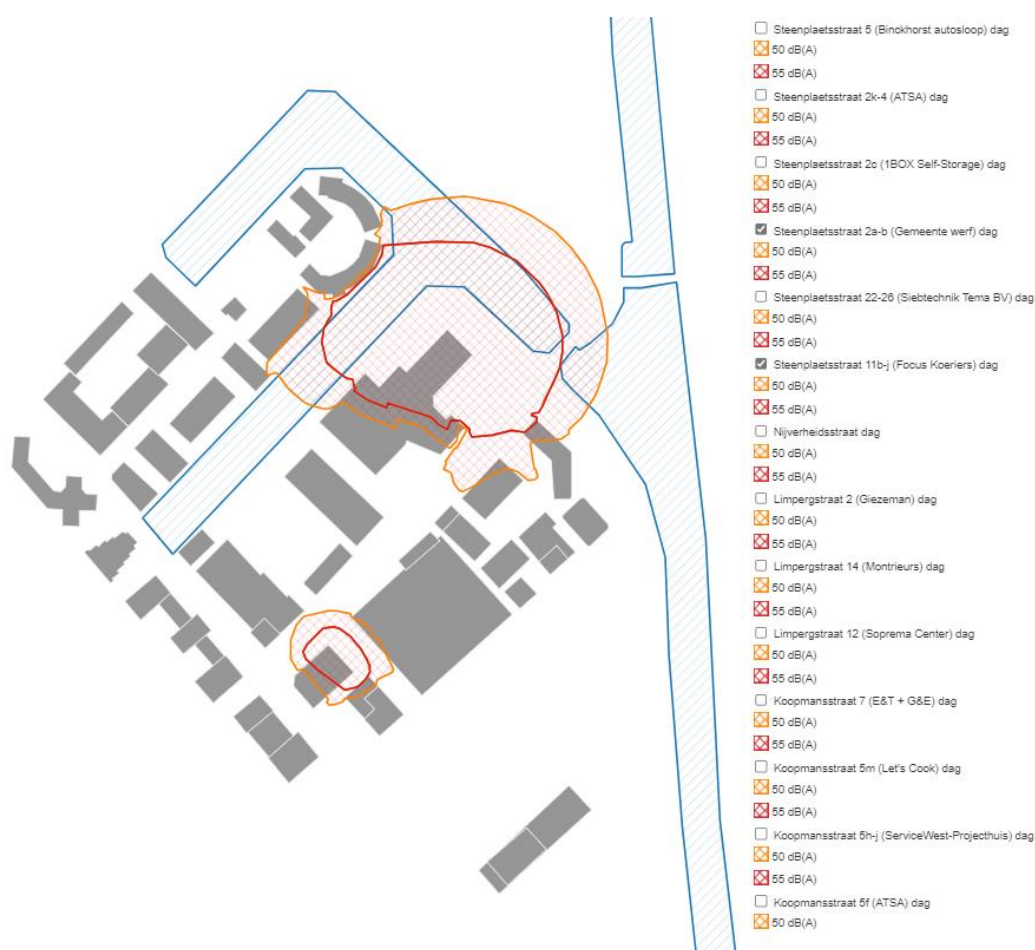 Steenplaetsstraat 5 (Binckhorst autosloop) dag
50 dB(A)
55 dB(A)
Steenplaetsstraat 2k-4 (ATSA) dag
50 dB(A)
55 dB(A)
Steenplaetsstraat 2c (1BOX Self-Storage) dag
50 dB(A)
55 dB(A)
Steenplaetsstraat 2a-b (Gemeente werf) dag
50 dB(A)
55 dB(A)
Steenplaetsstraat 22-26 (Siebtechnik Tema BV) dag
50 dB(A)
55 dB(A)
Steenplaetsstraat 11b-j (Focus Koeriers) dag
50 dB(A)
55 dB(A)
Nijverheidsstraat dag
50 dB(A)
55 dB(A)
Limpergstraat 2 (Giezeman) dag
50 dB(A)
55 dB(A)
Limpergstraat 14 (Montrieurs) dag
50 dB(A)
55 dB(A)
Limpergstraat 12 (Soprema Center) dag
50 dB(A)
55 dB(A)
Koopmansstraat 7 (E&T + G&E) dag
50 dB(A)
55 dB(A)
Koopmansstraat 5m (Let's Cook) dag
50 dB(A)
55 dB(A)
Koopmansstraat 5h-j (ServiceWest-Projecthuis) dag
50 dB(A)
55 dB(A)
Koopmansstraat 5f (ATSA) dag
50 dB(A)